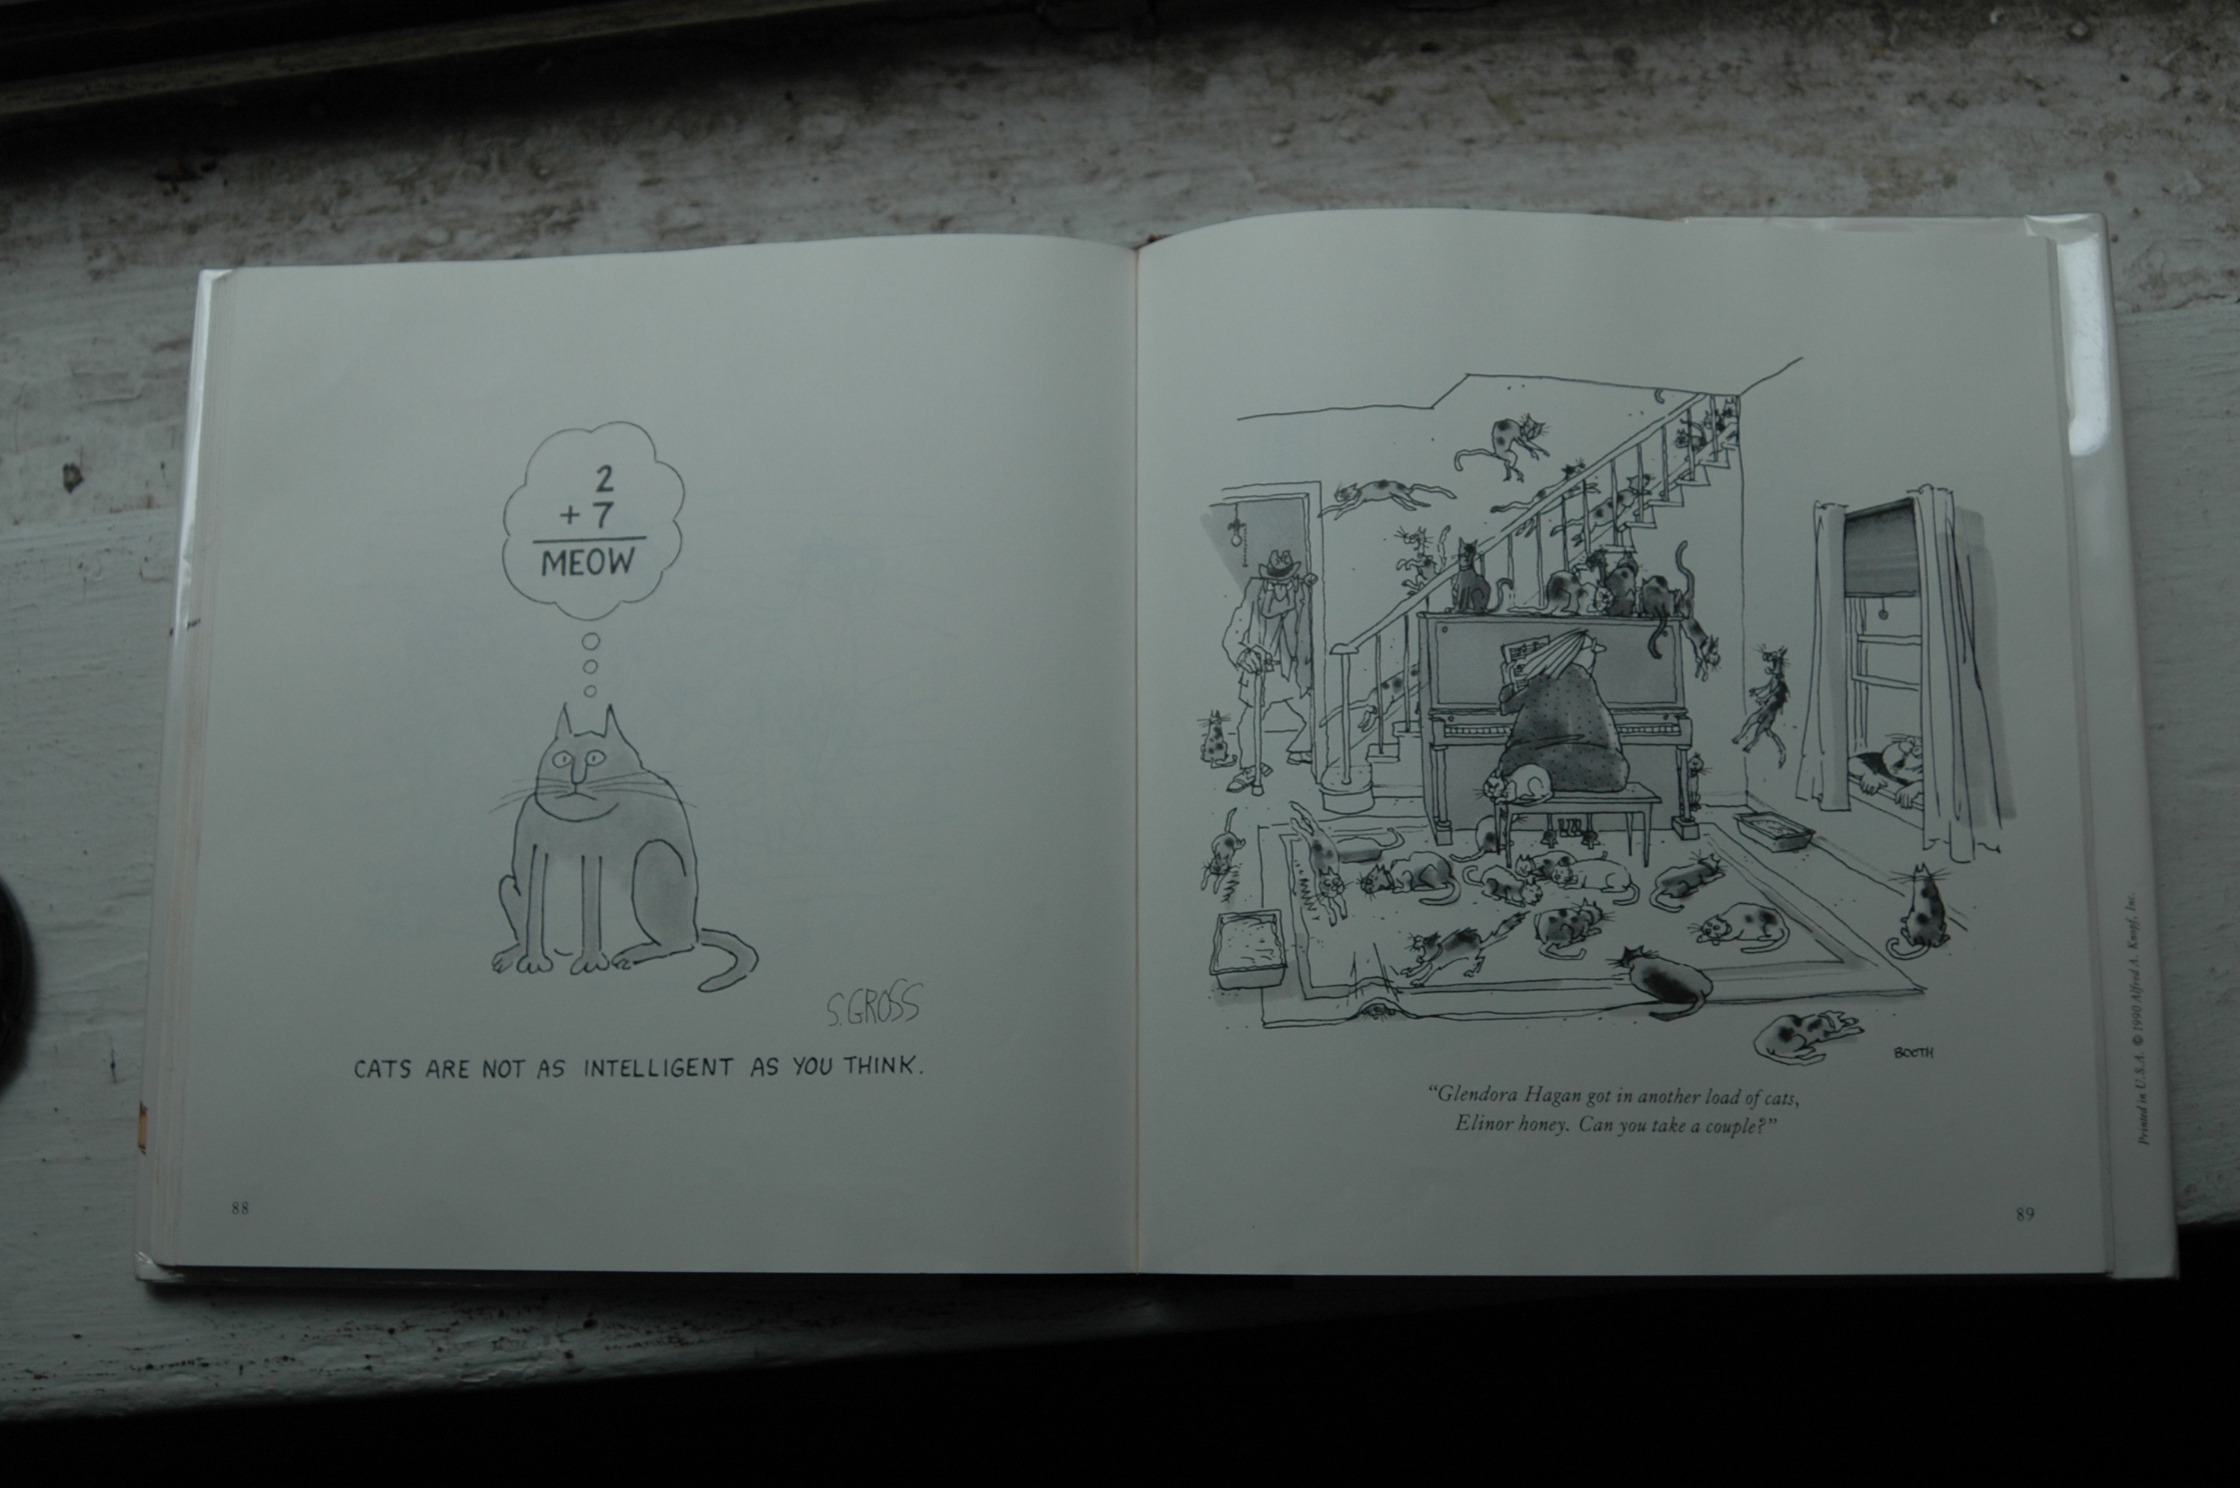 2
+ 7
MEOW
S.GROSS
CATS ARE NOT AS INTELLIGENT AS YOU THINK.
88
BOOTH
“Glendora Hagan got in another load of cats,
Elinor honey. Can you take a couple?”
89
Printed in U.S.A. © 1990 Alfred A. Knopf, Inc.